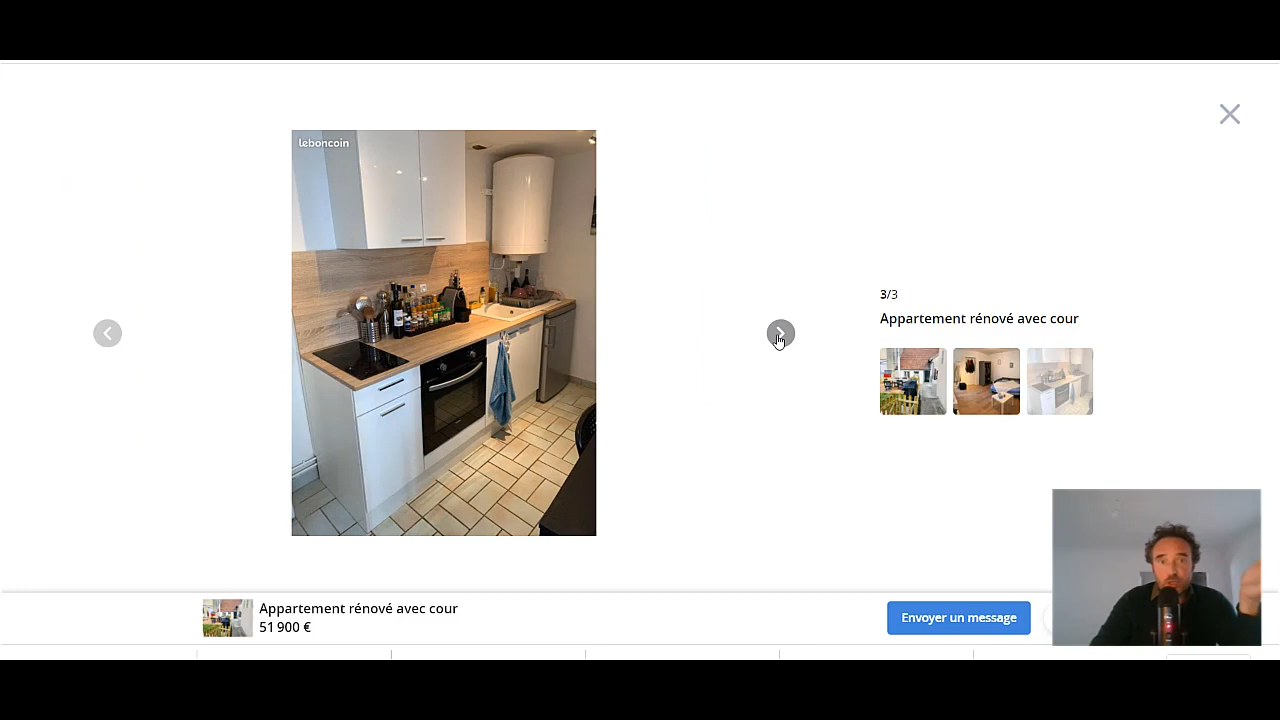 leboncoin
3/3
Appartement rénové avec cour
Appartement rénové avec cour
51 900 €
Envoyer un message